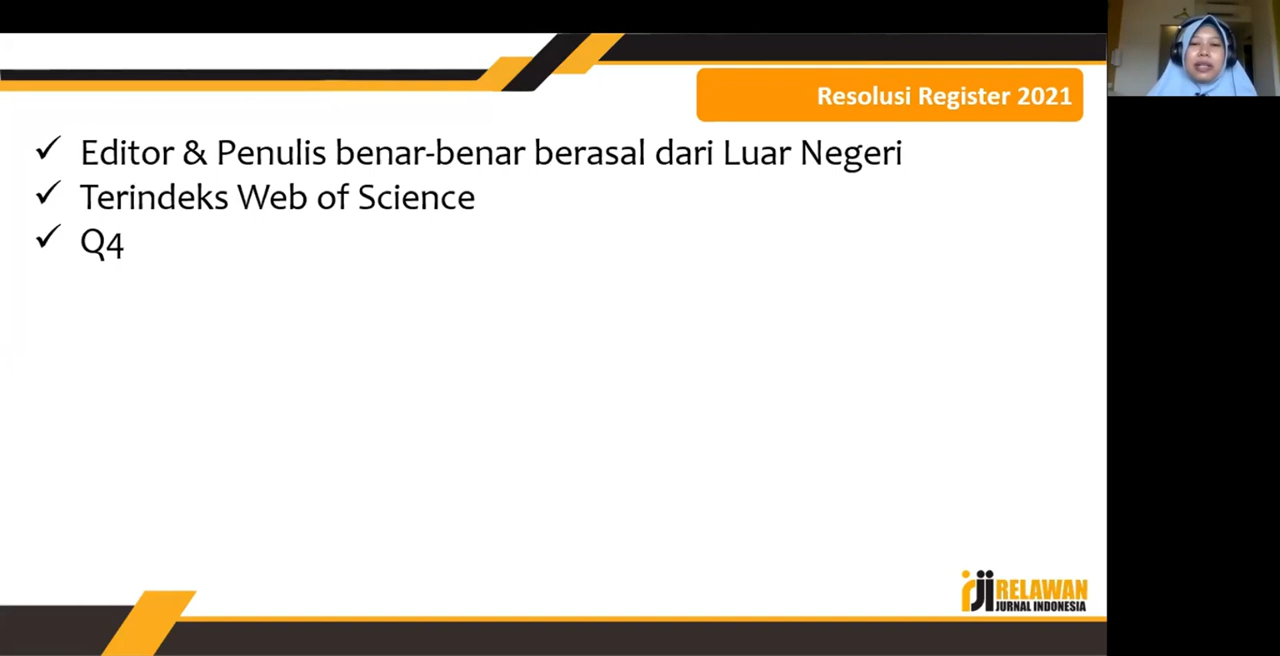 Resolusi Register 2021
✓ Editor & Penulis benar-benar berasal dari Luar Negeri
✓ Terindeks Web of Science
✓ Q4
rji RELAWAN
JURNAL INDONESIA